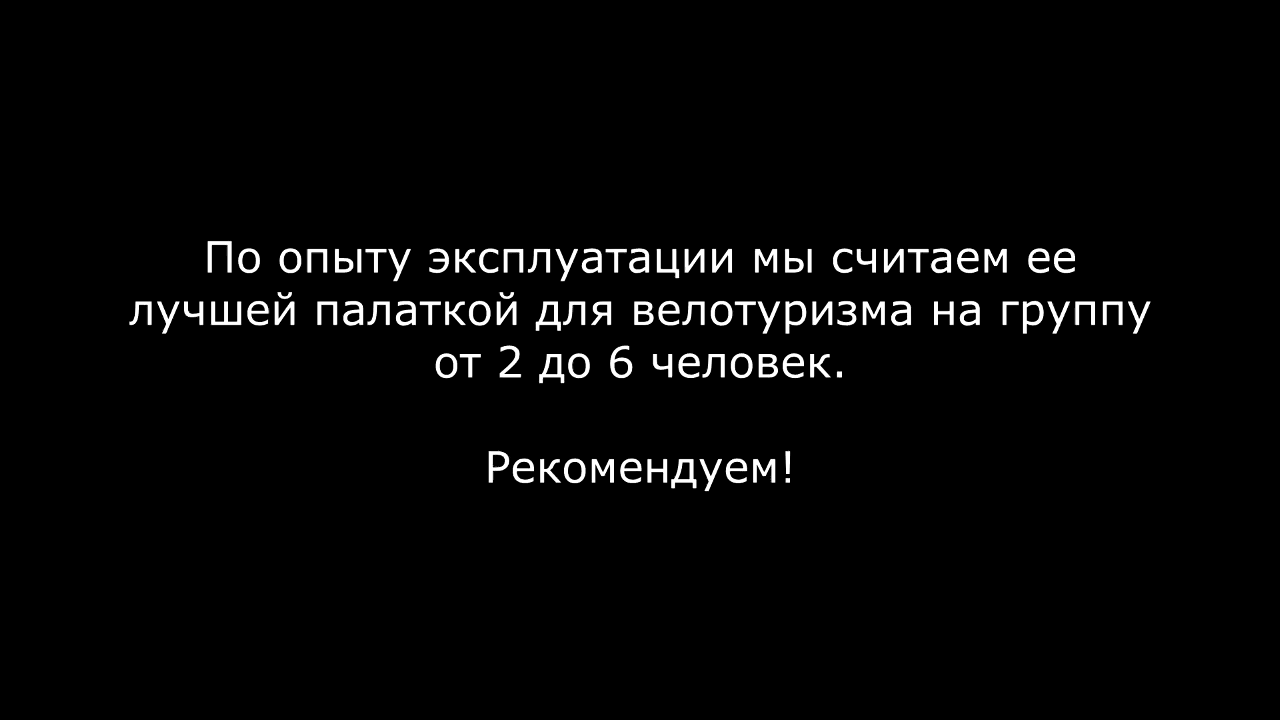 По опыту эксплуатации мы считаем ее
лучшей палаткой для велотуризма на группу
от 2 до 6 человек.
Рекомендуем!